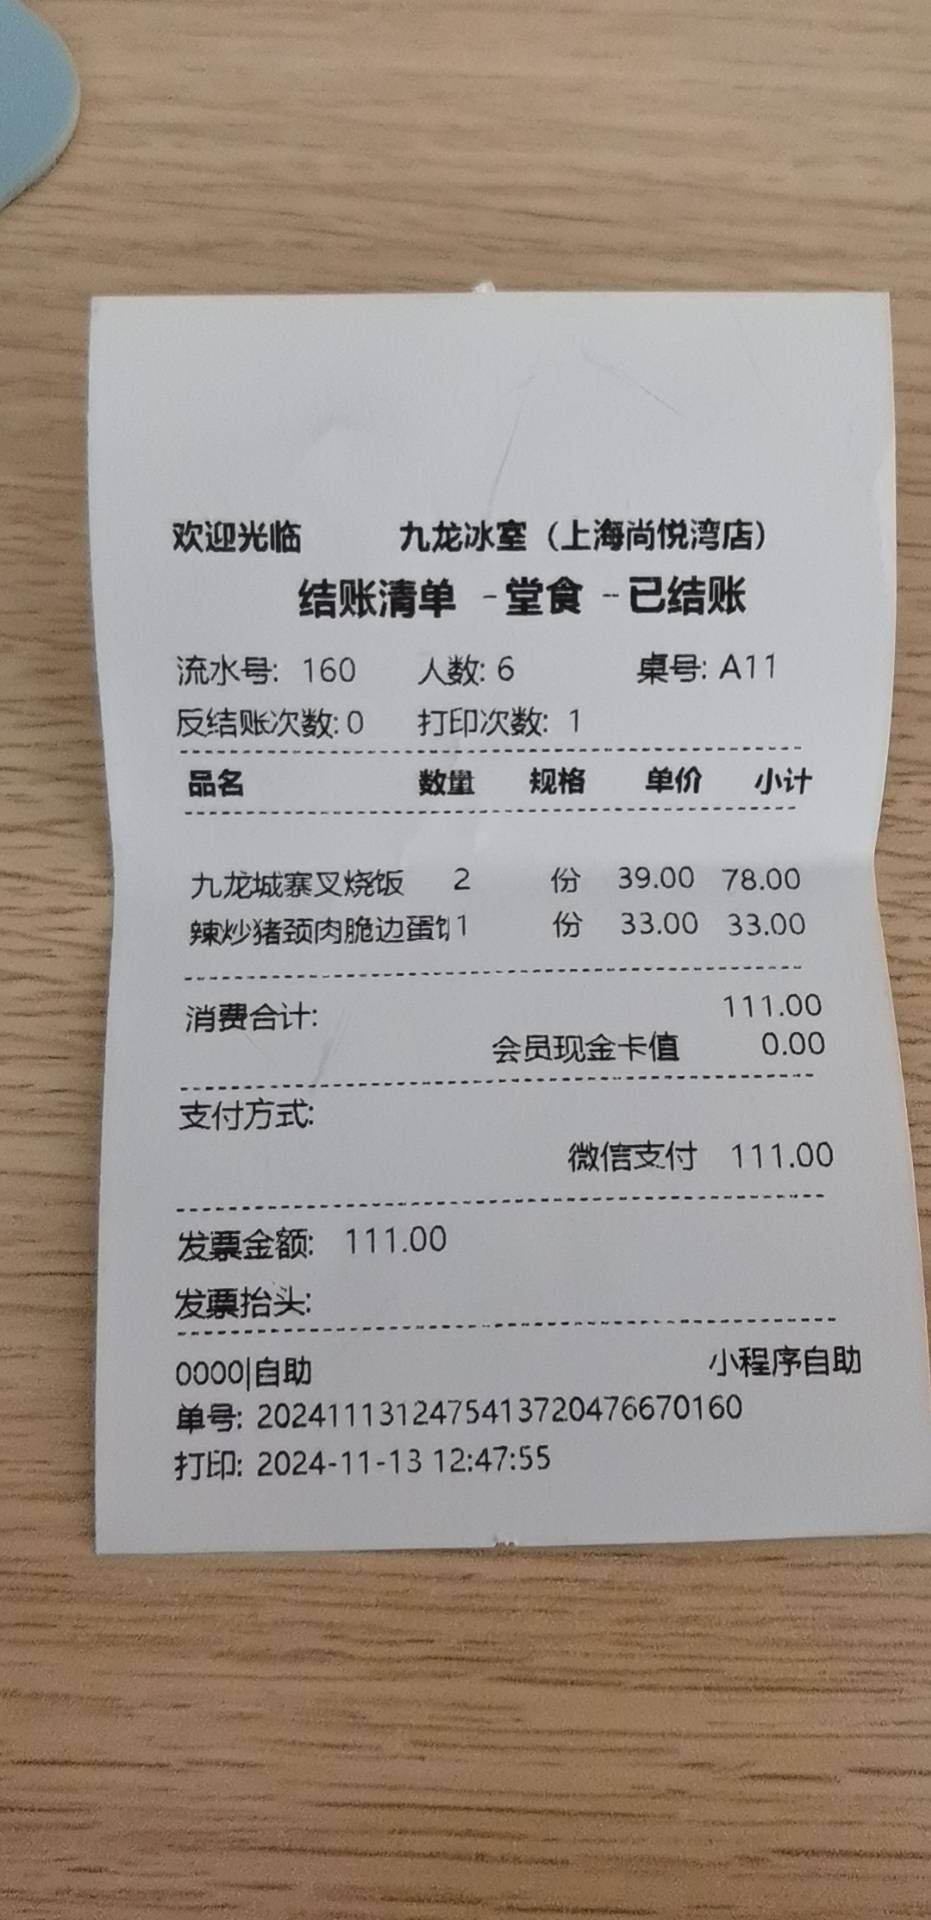 欢迎光临 九龙冰室（上海尚悦湾店）
结账清单 -堂食 --已结账
流水号: 160 人数: 6 桌号: A11
反结账次数: 0 打印次数: 1
品名 数量 规格 单价 小计
九龙城寨叉烧饭 2 份 39.00 78.00
辣炒猪颈肉脆边蛋 1 份 33.00 33.00
消费合计: 111.00
会员现金卡值 0.00
支付方式:
微信支付 111.00
发票金额: 111.00
发票抬头:
0000|自助 小程序自助
单号: 2024111312475413720476670160
打印: 2024-11-13 12:47:55